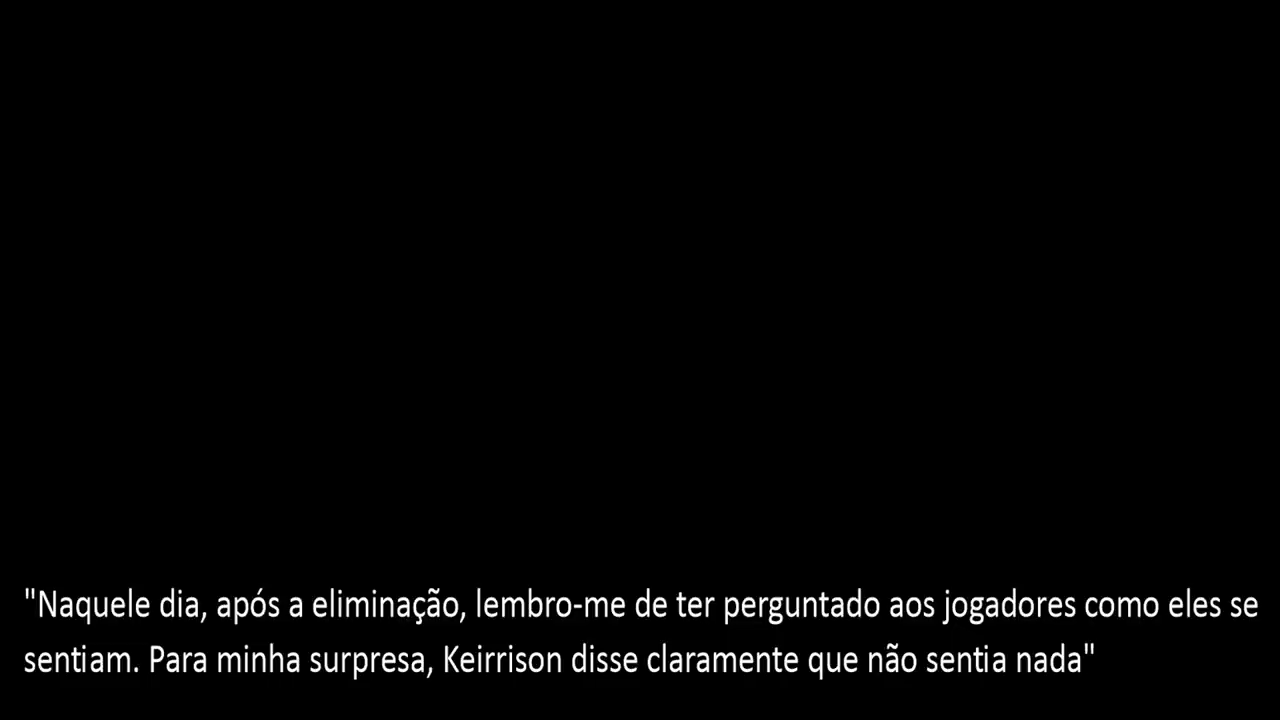 "Naquele dia, após a eliminação, lembro-me de ter perguntado aos jogadores como eles se
sentiam. Para minha surpresa, Keirrison disse claramente que não sentia nada"